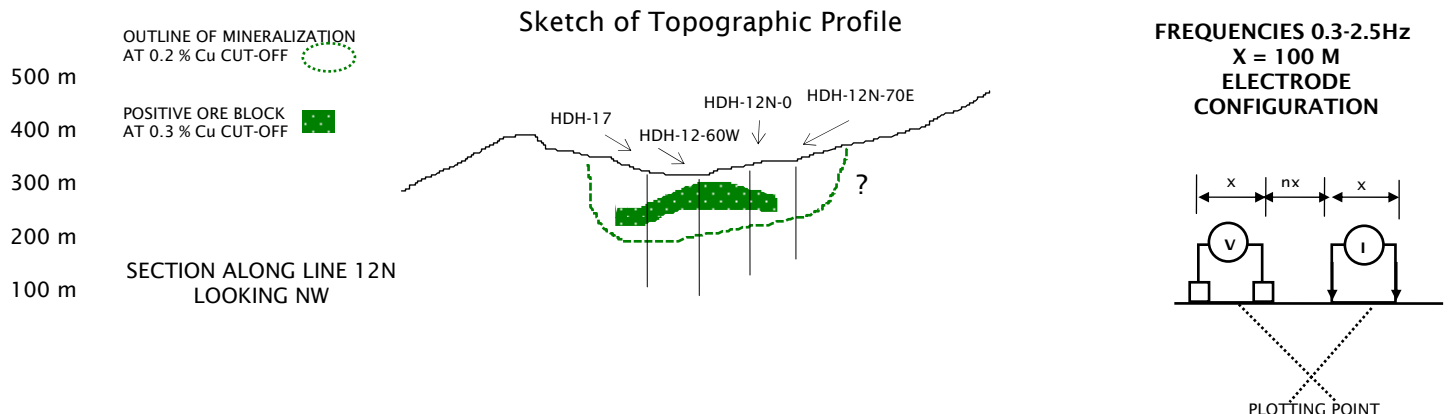 Sketch of Topographic Profile
OUTLINE OF MINERALIZATION
AT 0.2 % Cu CUT-OFF
POSITIVE ORE BLOCK
AT 0.3 % Cu CUT-OFF
500 m
400 m
300 m
200 m
100 m
HDH-17
HDH-12-60W
HDH-12N-0
HDH-12N-70E
?
SECTION ALONG LINE 12N
LOOKING NW
FREQUENCIES 0.3-2.5Hz
X = 100 M
ELECTRODE
CONFIGURATION
x nx x
V I
PLOTTING POINT